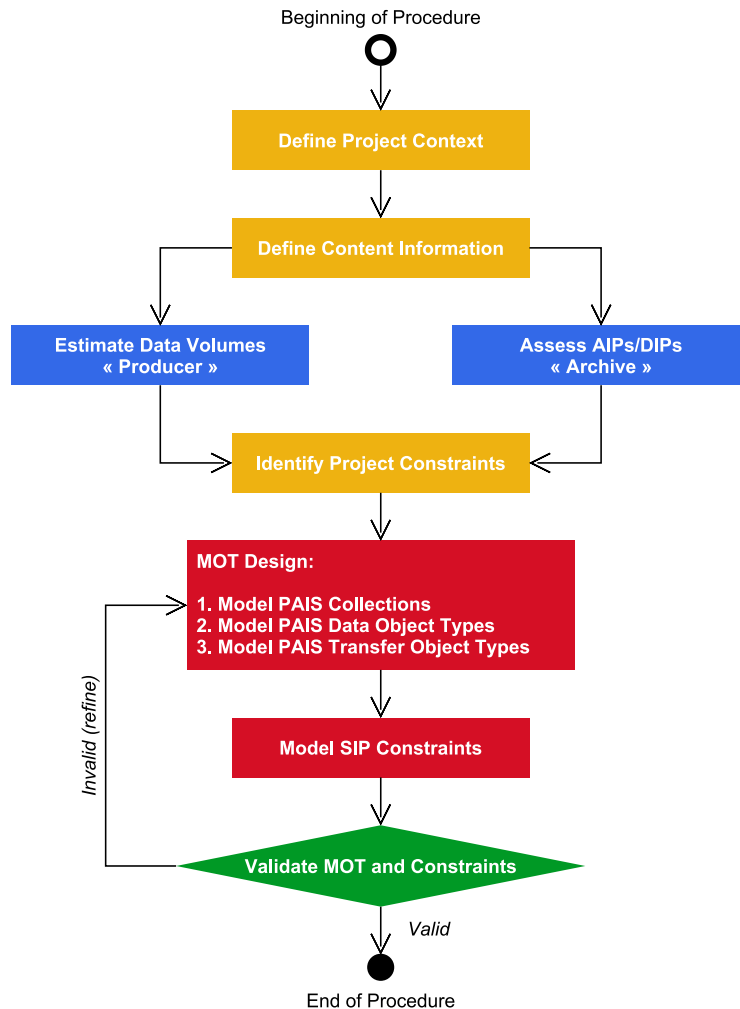 Beginning of Procedure
Define Project Context
Define Content Information
Estimate Data Volumes
« Producer »
Assess AIPs/DIPs
« Archive »
Identify Project Constraints
MOT Design:
1. Model PAIS Collections
2. Model PAIS Data Object Types
3. Model PAIS Transfer Object Types
Invalid (refine)
Model SIP Constraints
Validate MOT and Constraints
Valid
End of Procedure